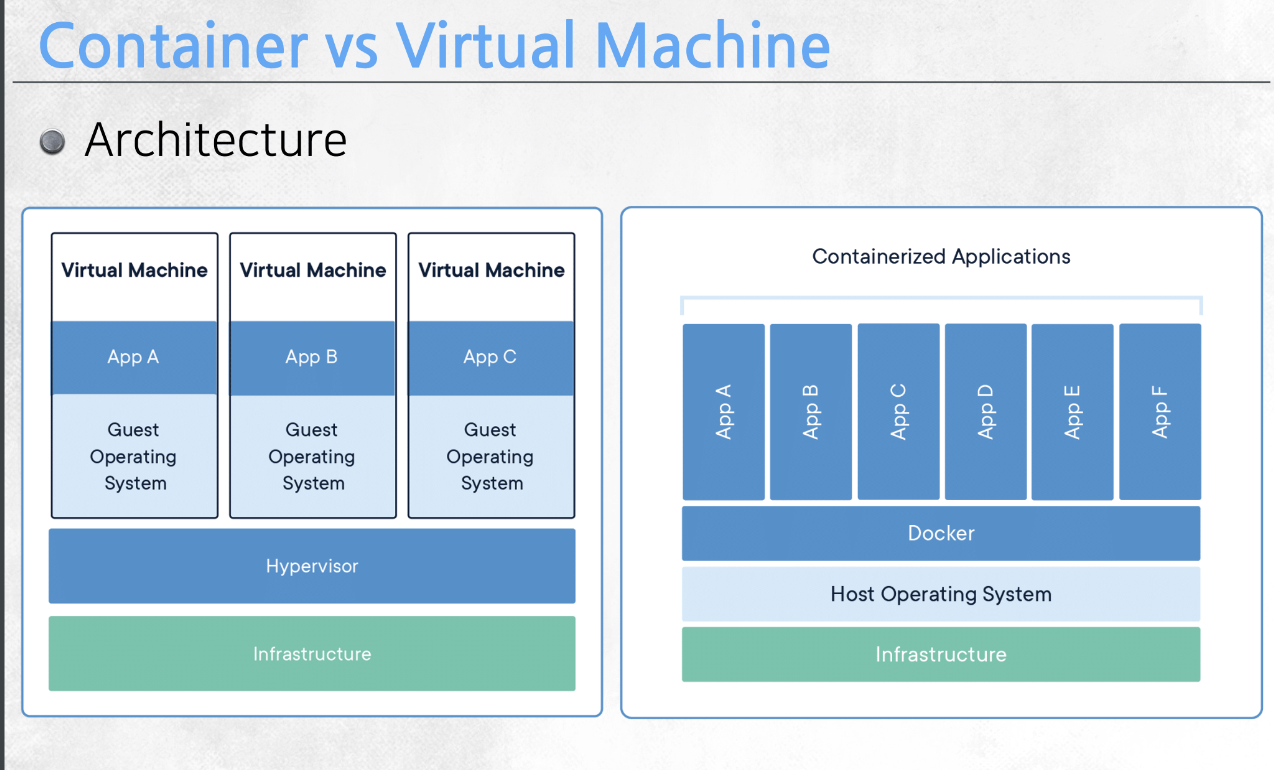 Container vs Virtual Machine
Architecture
Virtual Machine
App A
Guest
Operating
System
Virtual Machine
App B
Guest
Operating
System
Virtual Machine
App C
Guest
Operating
System
Hypervisor
Infrastructure
Containerized Applications
App A
App B
App C
App D
App E
App F
Docker
Host Operating System
Infrastructure